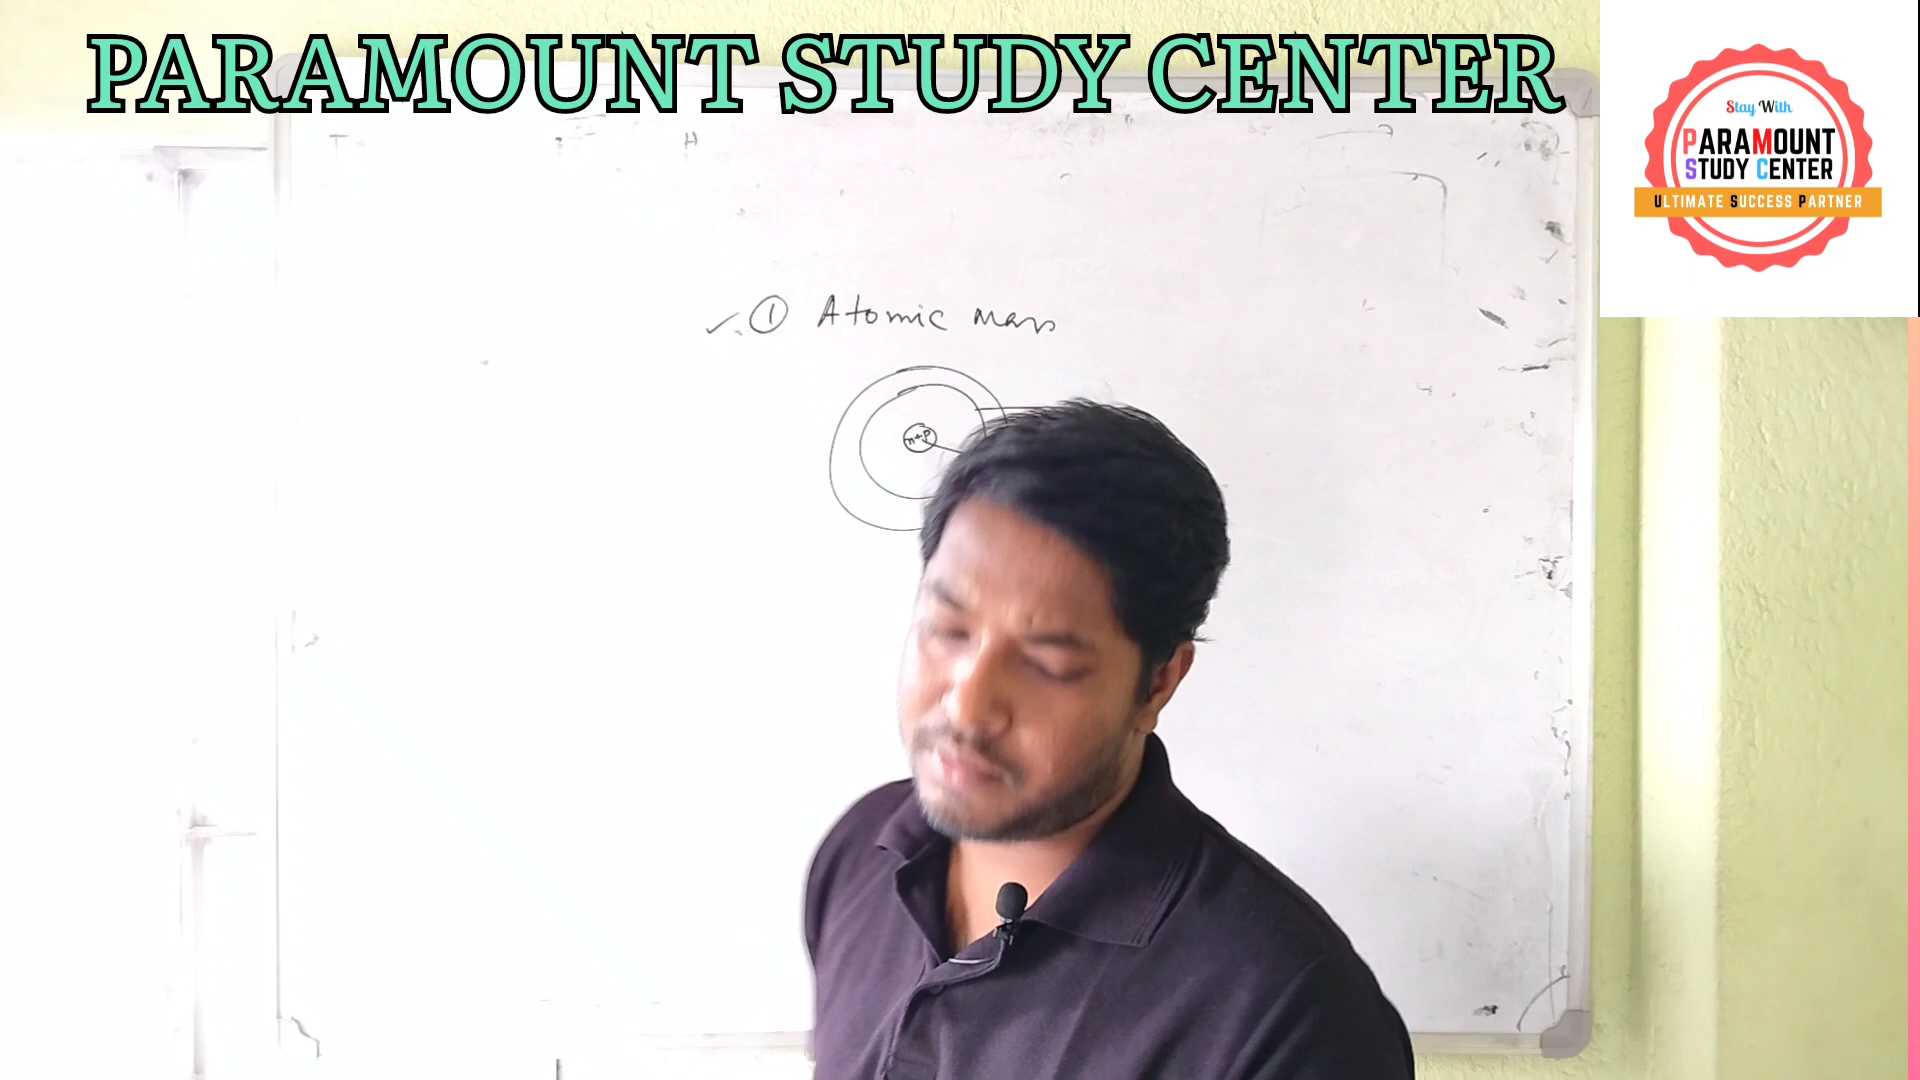 PARAMOUNT STUDY CENTER
Stay With
PARAMOUNT
STUDY CENTER
ULTIMATE SUCCESS PARTNER
T H
✓ ① Atomic mass
n+p